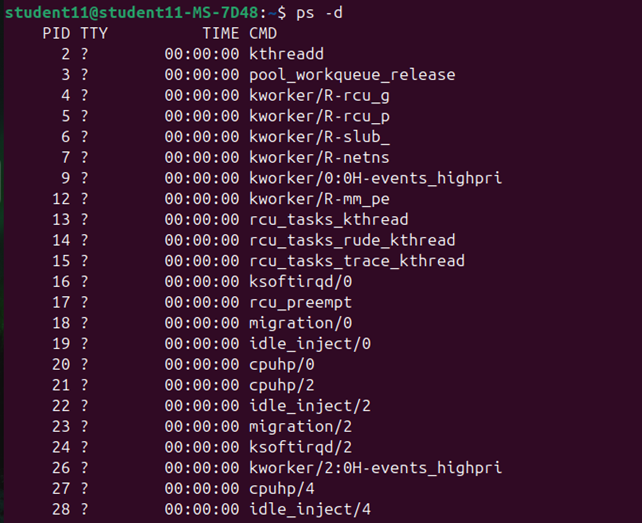 student11@student11-MS-7D48:~$ ps -d
PID TTY TIME CMD
2 ? 00:00:00 kthreadd
3 ? 00:00:00 pool_workqueue_release
4 ? 00:00:00 kworker/R-rcu_g
5 ? 00:00:00 kworker/R-rcu_p
6 ? 00:00:00 kworker/R-slub_
7 ? 00:00:00 kworker/R-netns
9 ? 00:00:00 kworker/0:0H-events_highpri
12 ? 00:00:00 kworker/R-mm_pe
13 ? 00:00:00 rcu_tasks_kthread
14 ? 00:00:00 rcu_tasks_rude_kthread
15 ? 00:00:00 rcu_tasks_trace_kthread
16 ? 00:00:00 ksoftirqd/0
17 ? 00:00:00 rcu_preempt
18 ? 00:00:00 migration/0
19 ? 00:00:00 idle_inject/0
20 ? 00:00:00 cpuhp/0
21 ? 00:00:00 cpuhp/2
22 ? 00:00:00 idle_inject/2
23 ? 00:00:00 migration/2
24 ? 00:00:00 ksoftirqd/2
26 ? 00:00:00 kworker/2:0H-events_highpri
27 ? 00:00:00 cpuhp/4
28 ? 00:00:00 idle_inject/4